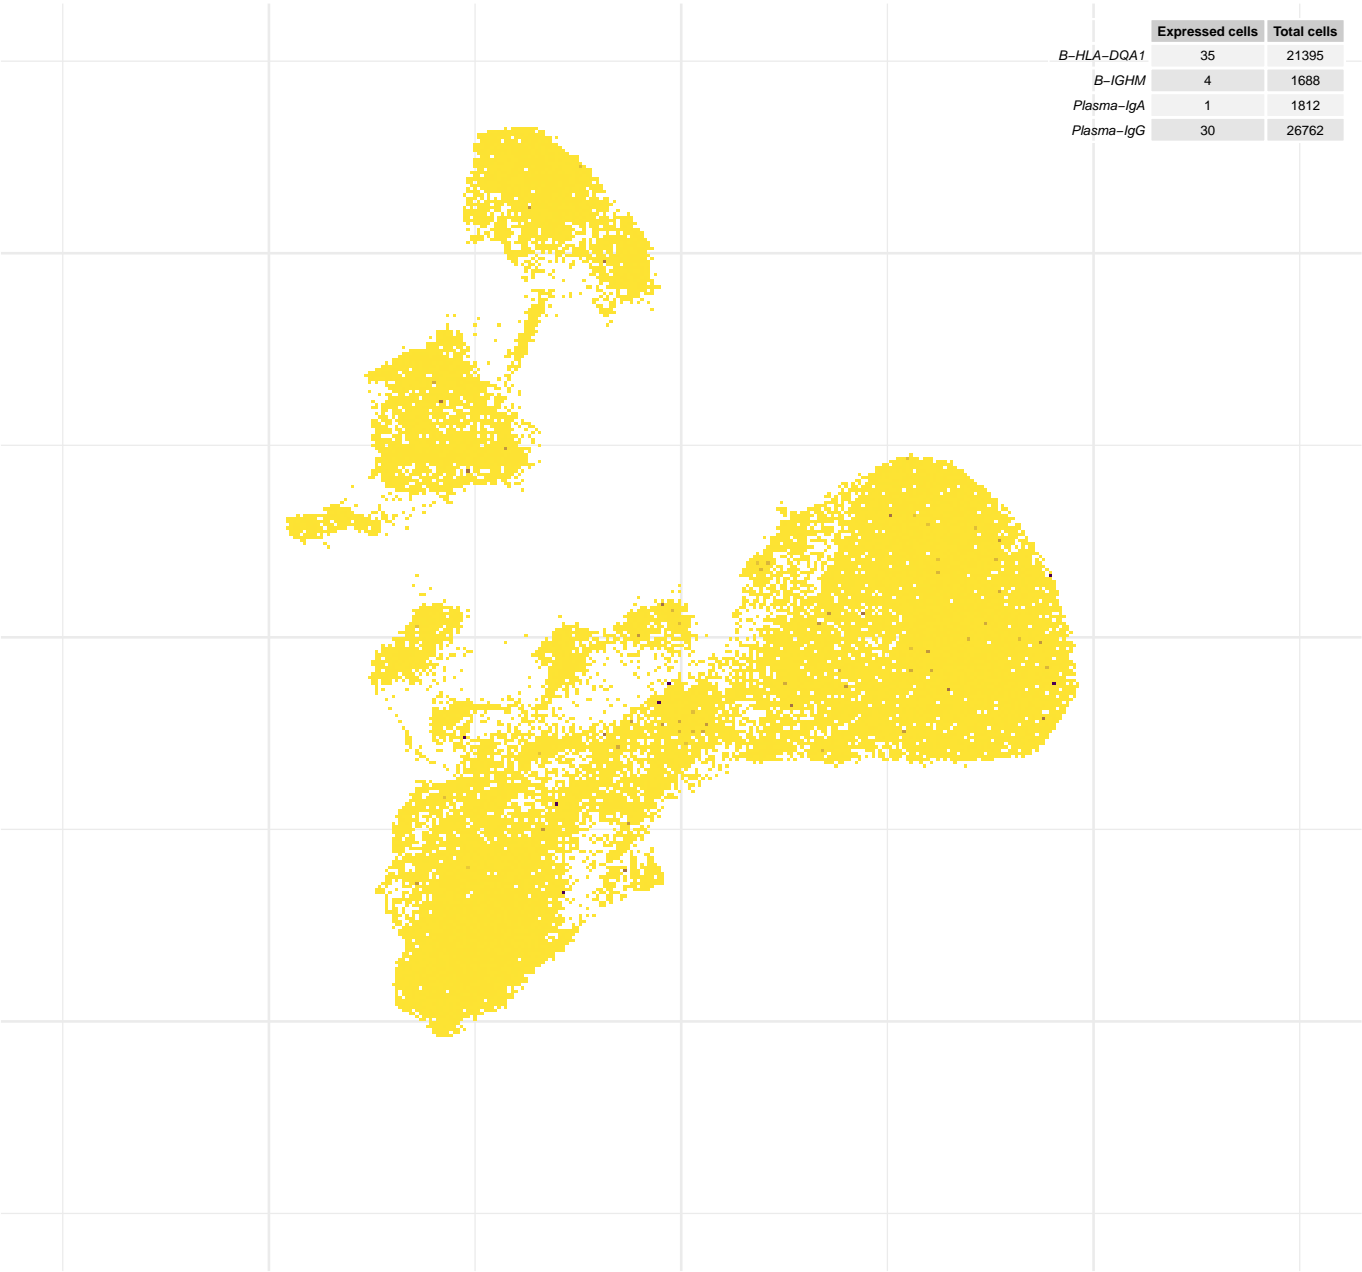 Expressed cells Total cells
B−HLA−DQA1 35 21395
B−IGHM 4 1688
Plasma−IgA 1 1812
Plasma−IgG 30 26762